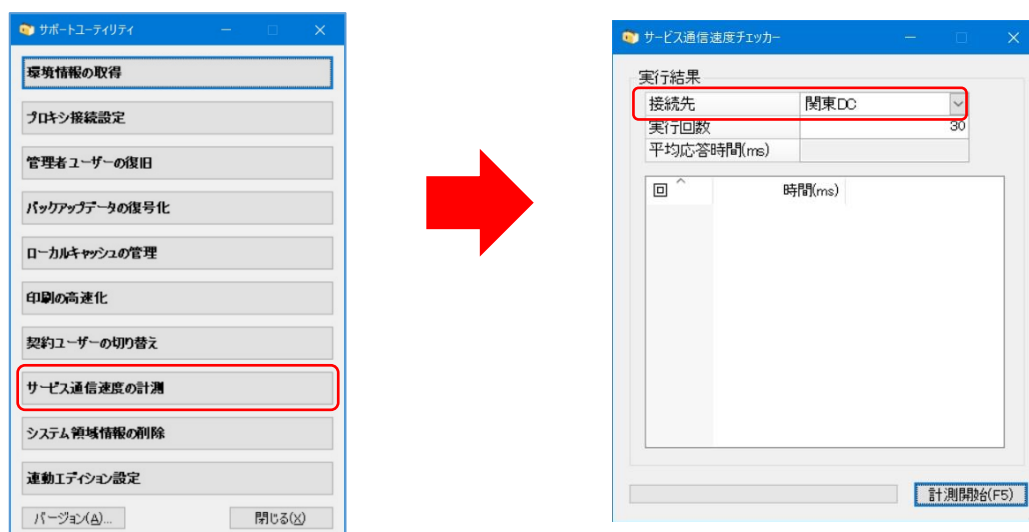 サポートユーティリティ
環境情報の取得
プロキシ接続設定
管理者ユーザーの復旧
バックアップデータの復号化
ローカルキャッシュの管理
印刷の高速化
契約ユーザーの切り替え
サービス通信速度の計測
システム領域情報の削除
連動エディション設定
バージョン(A)... 閉じる(X)
サービス通信速度チェッカー
実行結果
接続先 関東DC
実行回数 30
平均応答時間(ms)
回 時間(ms)
計測開始(F5)